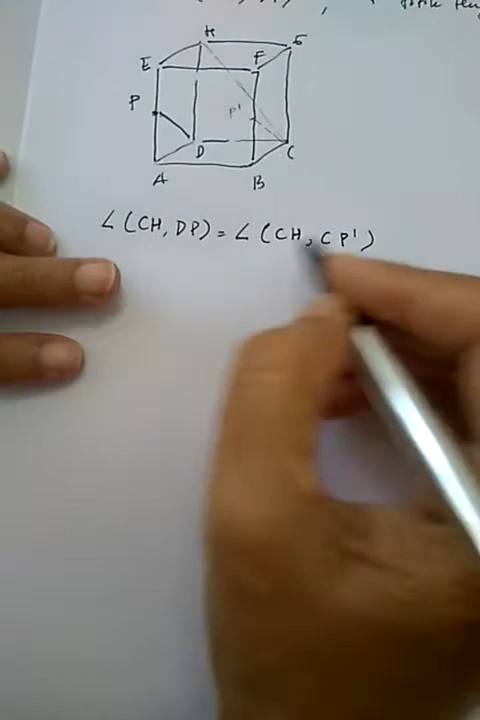 H
G
E
F
P
P'
D
C
A
B
∠(CH, DP) = ∠(CH, CP')